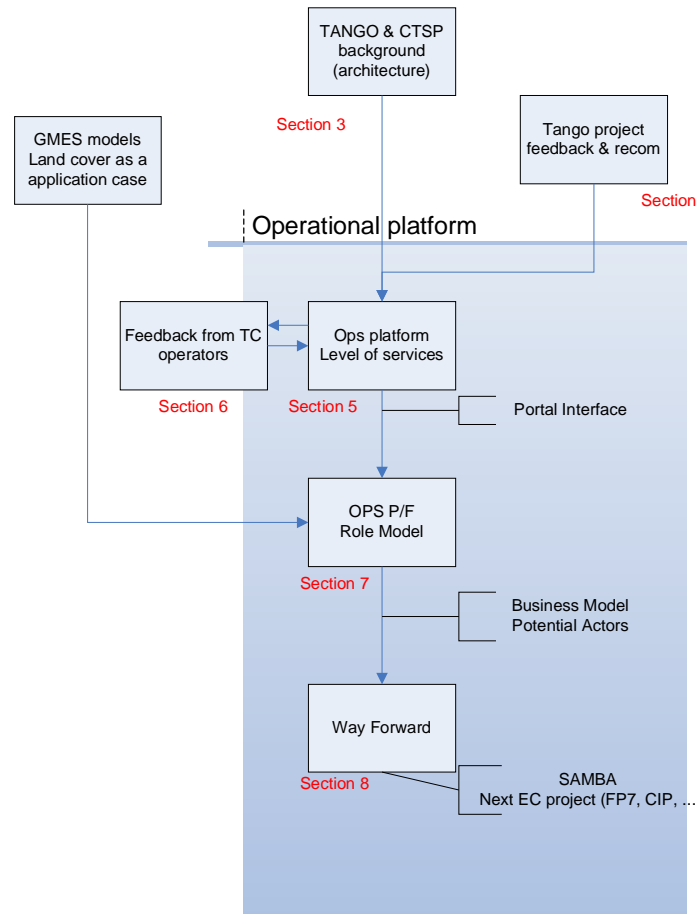 TANGO & CTSP
background
(architecture)
Section 3
GMES models
Land cover as a
application case
Tango project
feedback & recom
Section
Operational platform
Feedback from TC
operators
Ops platform
Level of services
Section 6
Section 5
Portal Interface
OPS P/F
Role Model
Section 7
Business Model
Potential Actors
Way Forward
Section 8
SAMBA
Next EC project (FP7, CIP, ...